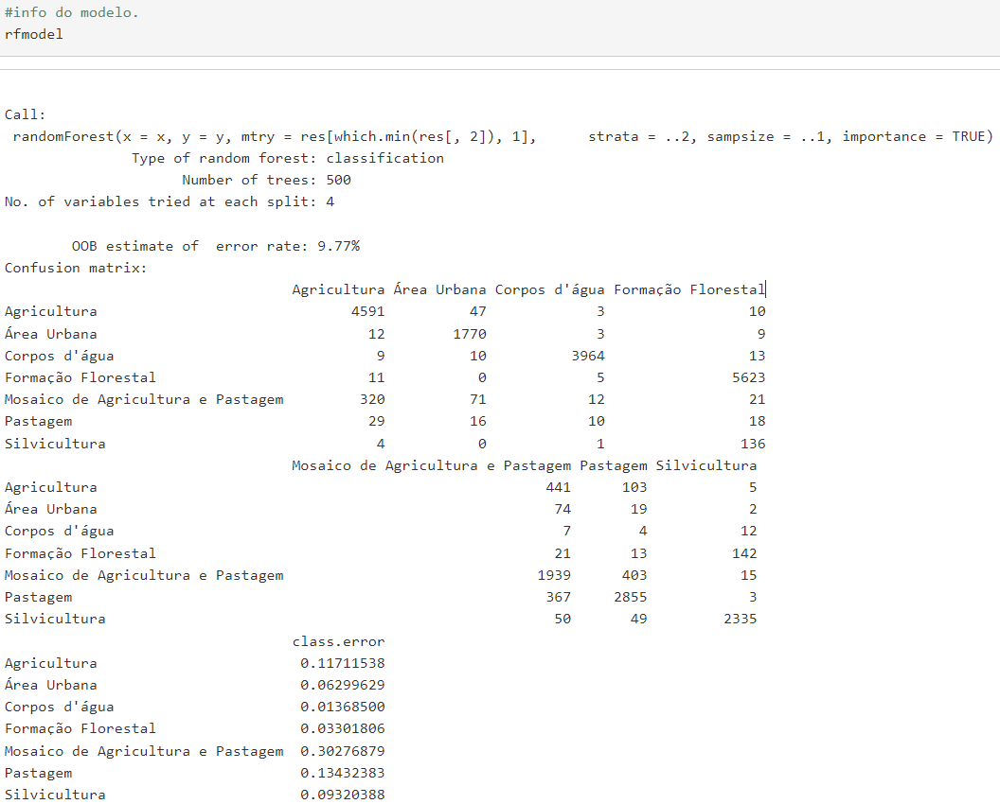 #info do modelo.
rfmodel
Call:
 randomForest(x = x, y = y, mtry = res[which.min(res[, 2]), 1],      strata = ..2, sampsize = ..1, importance = TRUE)
               Type of random forest: classification
                     Number of trees: 500
No. of variables tried at each split: 4
        OOB estimate of  error rate: 9.77%
Confusion matrix:
                                  Agricultura Área Urbana Corpos d'água Formação Florestal
Agricultura                              4591          47             3                 10
Área Urbana                                12        1770             3                  9
Corpos d'água                               9          10          3964                 13
Formação Florestal                         11           0             5               5623
Mosaico de Agricultura e Pastagem         320          71            12                 21
Pastagem                                   29          16            10                 18
Silvicultura                                4           0             1                136
                                  Mosaico de Agricultura e Pastagem Pastagem Silvicultura
Agricultura                                                     441      103            5
Área Urbana                                                      74       19            2
Corpos d'água                                                     7        4           12
Formação Florestal                                               21       13          142
Mosaico de Agricultura e Pastagem                              1939      403           15
Pastagem                                                        367     2855            3
Silvicultura                                                     50       49         2335
                                  class.error
Agricultura                        0.11711538
Área Urbana                        0.06299629
Corpos d'água                      0.01368500
Formação Florestal                 0.03301806
Mosaico de Agricultura e Pastagem  0.30276879
Pastagem                           0.13432383
Silvicultura                       0.09320388